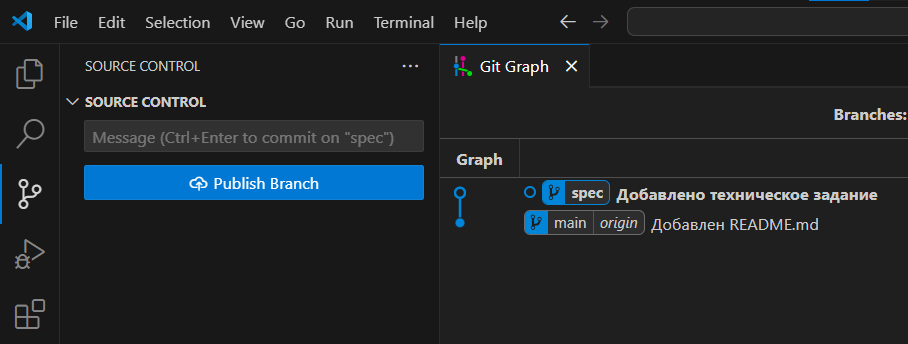 File Edit Selection View Go Run Terminal Help
SOURCE CONTROL
SOURCE CONTROL
Message (Ctrl+Enter to commit on "spec")
Publish Branch
Git Graph
Branches:
Graph
spec Добавлено техническое задание
main origin Добавлен README.md